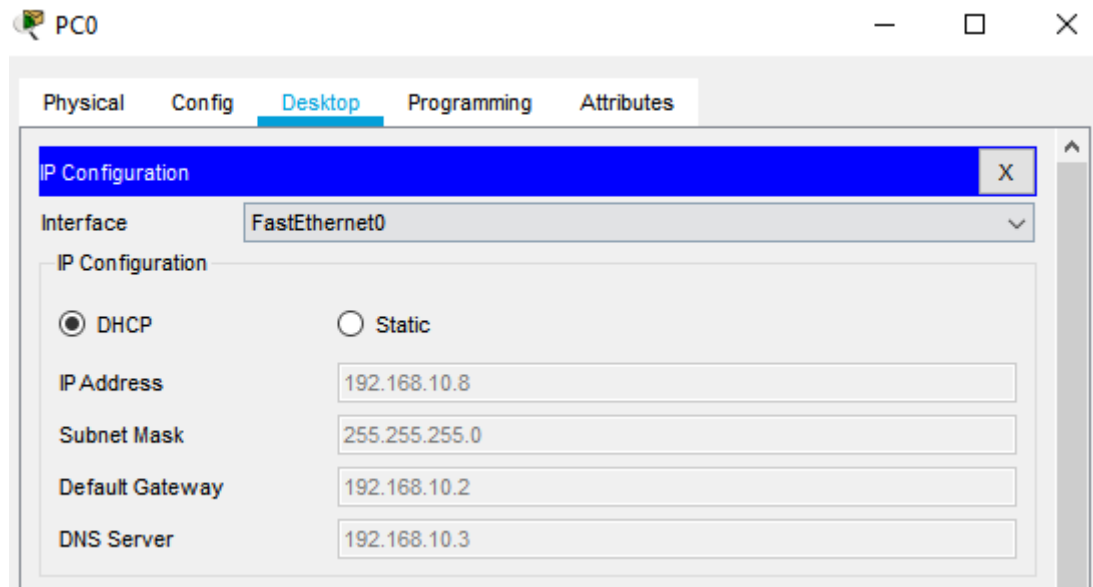 PC0
Physical Config Desktop Programming Attributes
IP Configuration X
Interface FastEthernet0
IP Configuration
DHCP Static
IP Address 192.168.10.8
Subnet Mask 255.255.255.0
Default Gateway 192.168.10.2
DNS Server 192.168.10.3